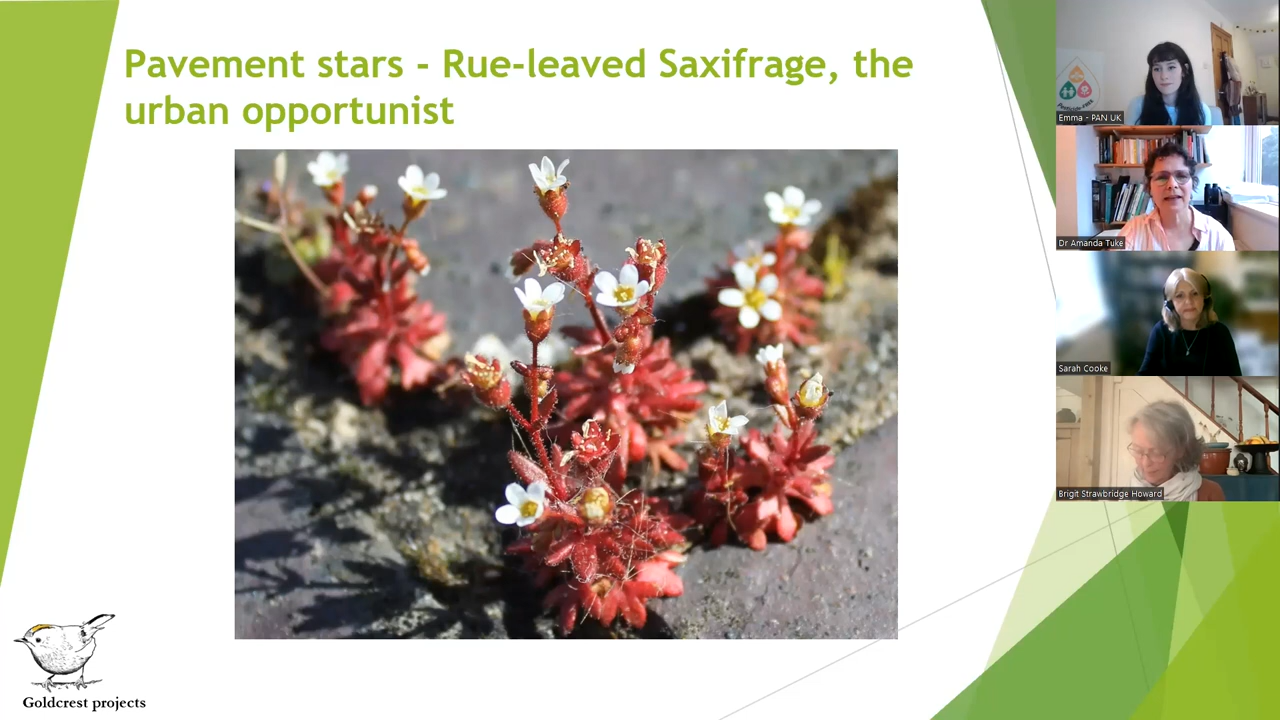 Pavement stars - Rue-leaved Saxifrage, the
urban opportunist
Goldcrest projects
Emma - PAN UK
Dr Amanda Tuke
Sarah Cooke
Brigit Strawbridge Howard